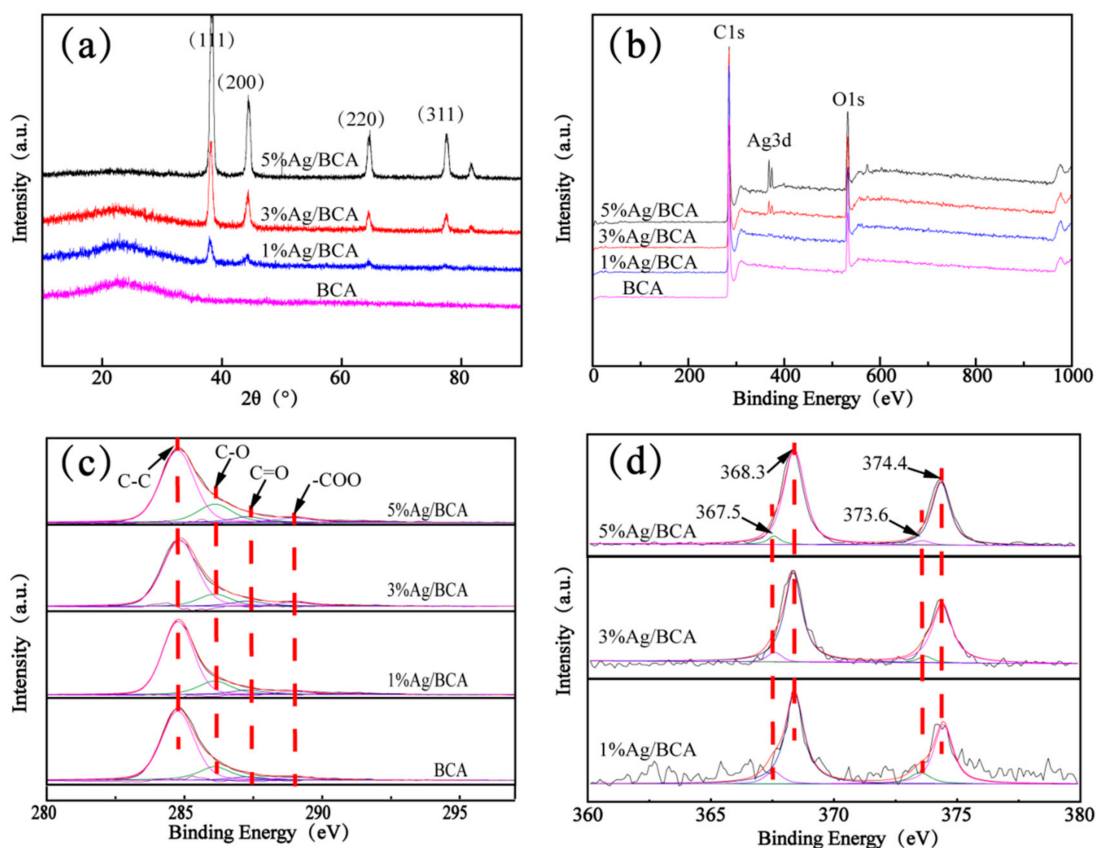 (a)
(111)
(200)
(220)
(311)
5%Ag/BCA
3%Ag/BCA
1%Ag/BCA
BCA
Intensity (a.u.)
20
40
60
80
2θ (°)
(b)
C1s
Ag3d
O1s
5%Ag/BCA
3%Ag/BCA
1%Ag/BCA
BCA
Intensity (a.u.)
0
200
400
600
800
1000
Binding Energy (eV)
(c)
C-C
C-O
C=O
-COO
5%Ag/BCA
3%Ag/BCA
1%Ag/BCA
BCA
Intensity (a.u.)
280
285
290
295
Binding Energy (eV)
(d)
368.3
374.4
367.5
373.6
5%Ag/BCA
3%Ag/BCA
1%Ag/BCA
Intensity (a.u.)
360
365
370
375
380
Binding Energy (eV)